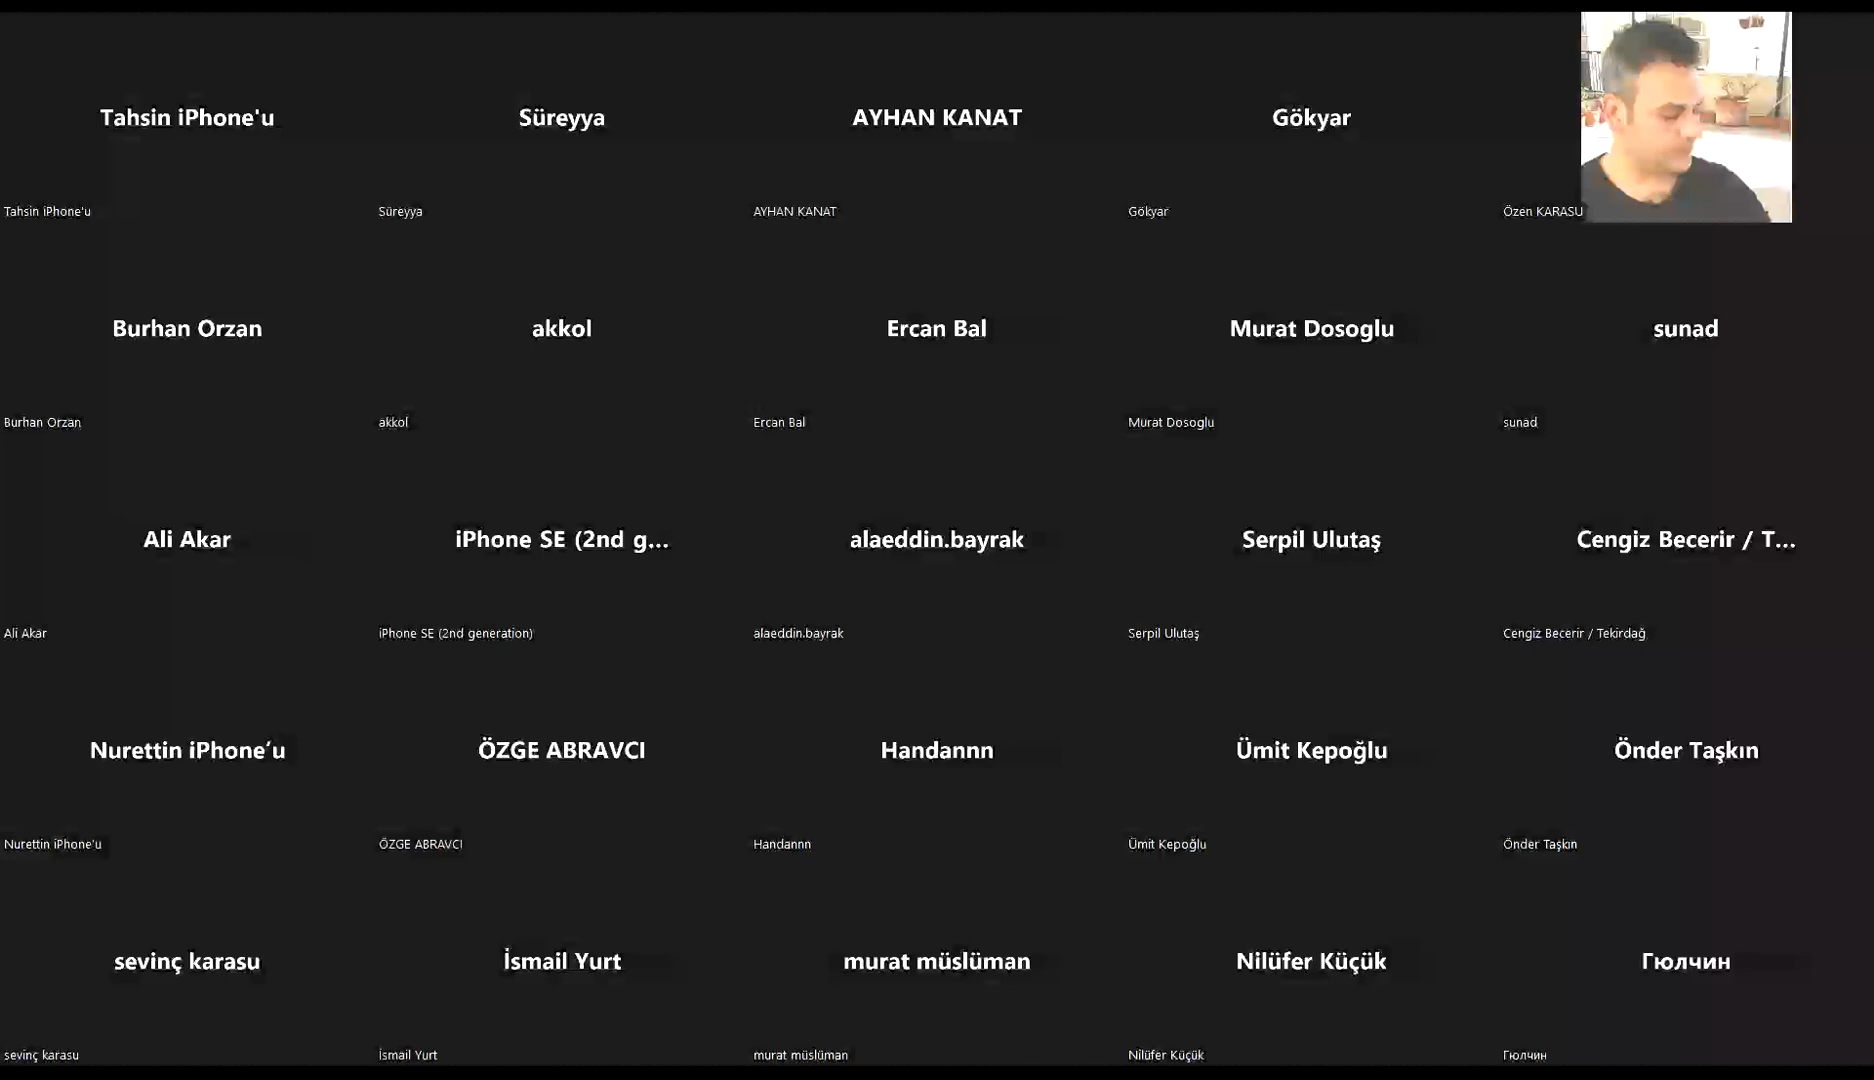 Tahsin iPhone'u
Süreyya
AYHAN KANAT
Gökyar
Tahsin iPhone'u
Süreyya
AYHAN KANAT
Gökyar
Özen KARASU
Burhan Orzan
akkol
Ercan Bal
Murat Dosoglu
sunad
Burhan Orzan
akkol
Ercan Bal
Murat Dosoglu
sunad
Ali Akar
iPhone SE (2nd g...
alaeddin.bayrak
Serpil Ulutaş
Cengiz Becerir / T...
Ali Akar
iPhone SE (2nd generation)
alaeddin.bayrak
Serpil Ulutaş
Cengiz Becerir / Tekirdağ
Nurettin iPhone'u
ÖZGE ABRAVCI
Handannn
Ümit Kepoğlu
Önder Taşkın
Nurettin iPhone'u
ÖZGE ABRAVCI
Handannn
Ümit Kepoğlu
Önder Taşkın
sevinç karasu
İsmail Yurt
murat müslüman
Nilüfer Küçük
Гюлчин
sevinç karasu
İsmail Yurt
murat müslüman
Nilüfer Küçük
Гюлчин